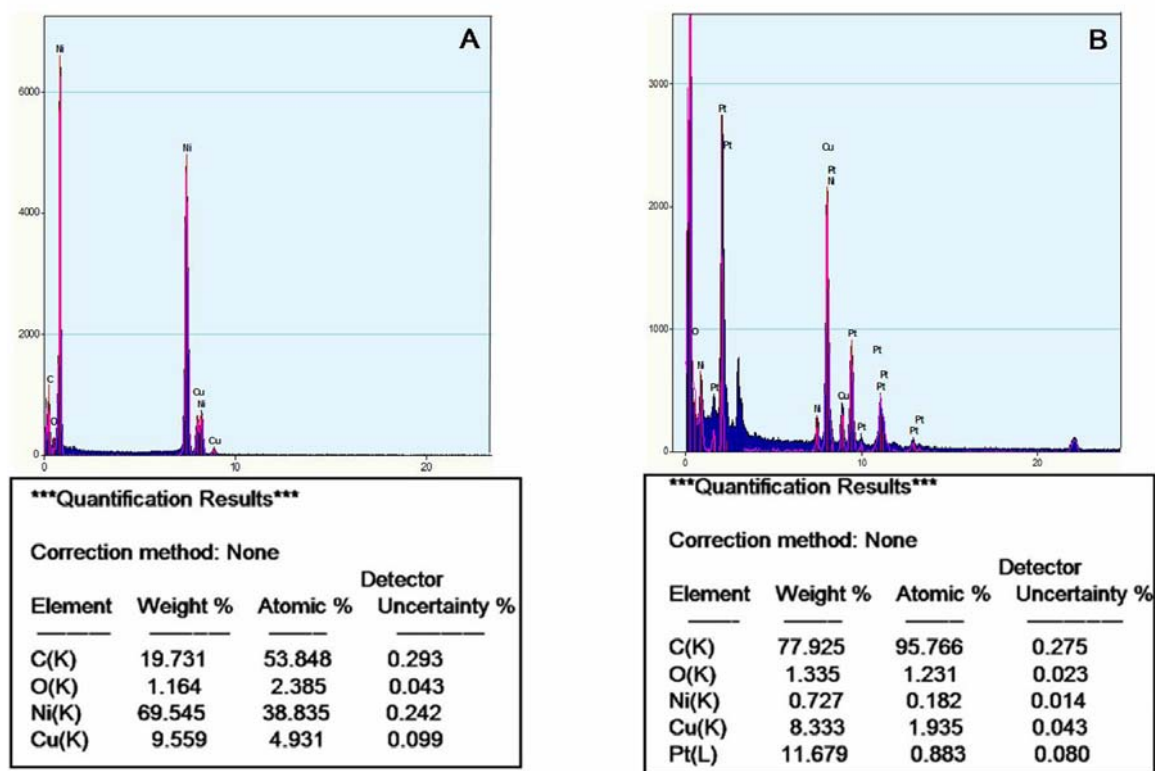 A
Ni
6000
Ni
4000
2000
C
O
Cu
Ni
Cu
0
0 10 20
***Quantification Results***
Correction method: None
Detector
Element Weight % Atomic % Uncertainty %
C(K) 19.731 53.848 0.293
O(K) 1.164 2.385 0.043
Ni(K) 69.545 38.835 0.242
Cu(K) 9.559 4.931 0.099
B
3000
Pt
Pt
Cu
Pt
Ni
2000
1000
O
Ni
Pt
Ni
Cu
Pt
Pt
Pt
Pt
Pt
Pt
Pt
0
0 10 20
***Quantification Results***
Correction method: None
Detector
Element Weight % Atomic % Uncertainty %
C(K) 77.925 95.766 0.275
O(K) 1.335 1.231 0.023
Ni(K) 0.727 0.182 0.014
Cu(K) 8.333 1.935 0.043
Pt(L) 11.679 0.883 0.080